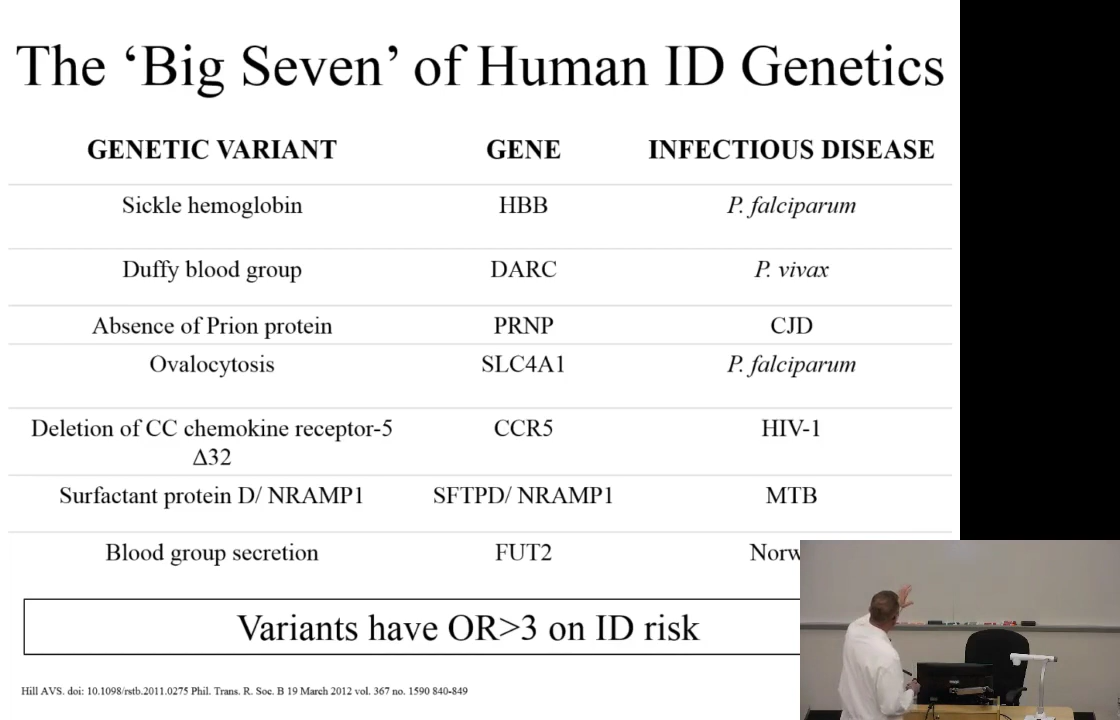 The ‘Big Seven’ of Human ID Genetics
GENETIC VARIANT GENE INFECTIOUS DISEASE
Sickle hemoglobin HBB P. falciparum
Duffy blood group DARC P. vivax
Absence of Prion protein PRNP CJD
Ovalocytosis SLC4A1 P. falciparum
Deletion of CC chemokine receptor-5 CCR5 HIV-1
Δ32
Surfactant protein D/ NRAMP1 SFTPD/ NRAMP1 MTB
Blood group secretion FUT2
Variants have OR>3 on ID risk
Hill AVS. doi: 10.1098/rstb.2011.0275 Phil. Trans. R. Soc. B 19 March 2012 vol. 367 no. 1590 840-849